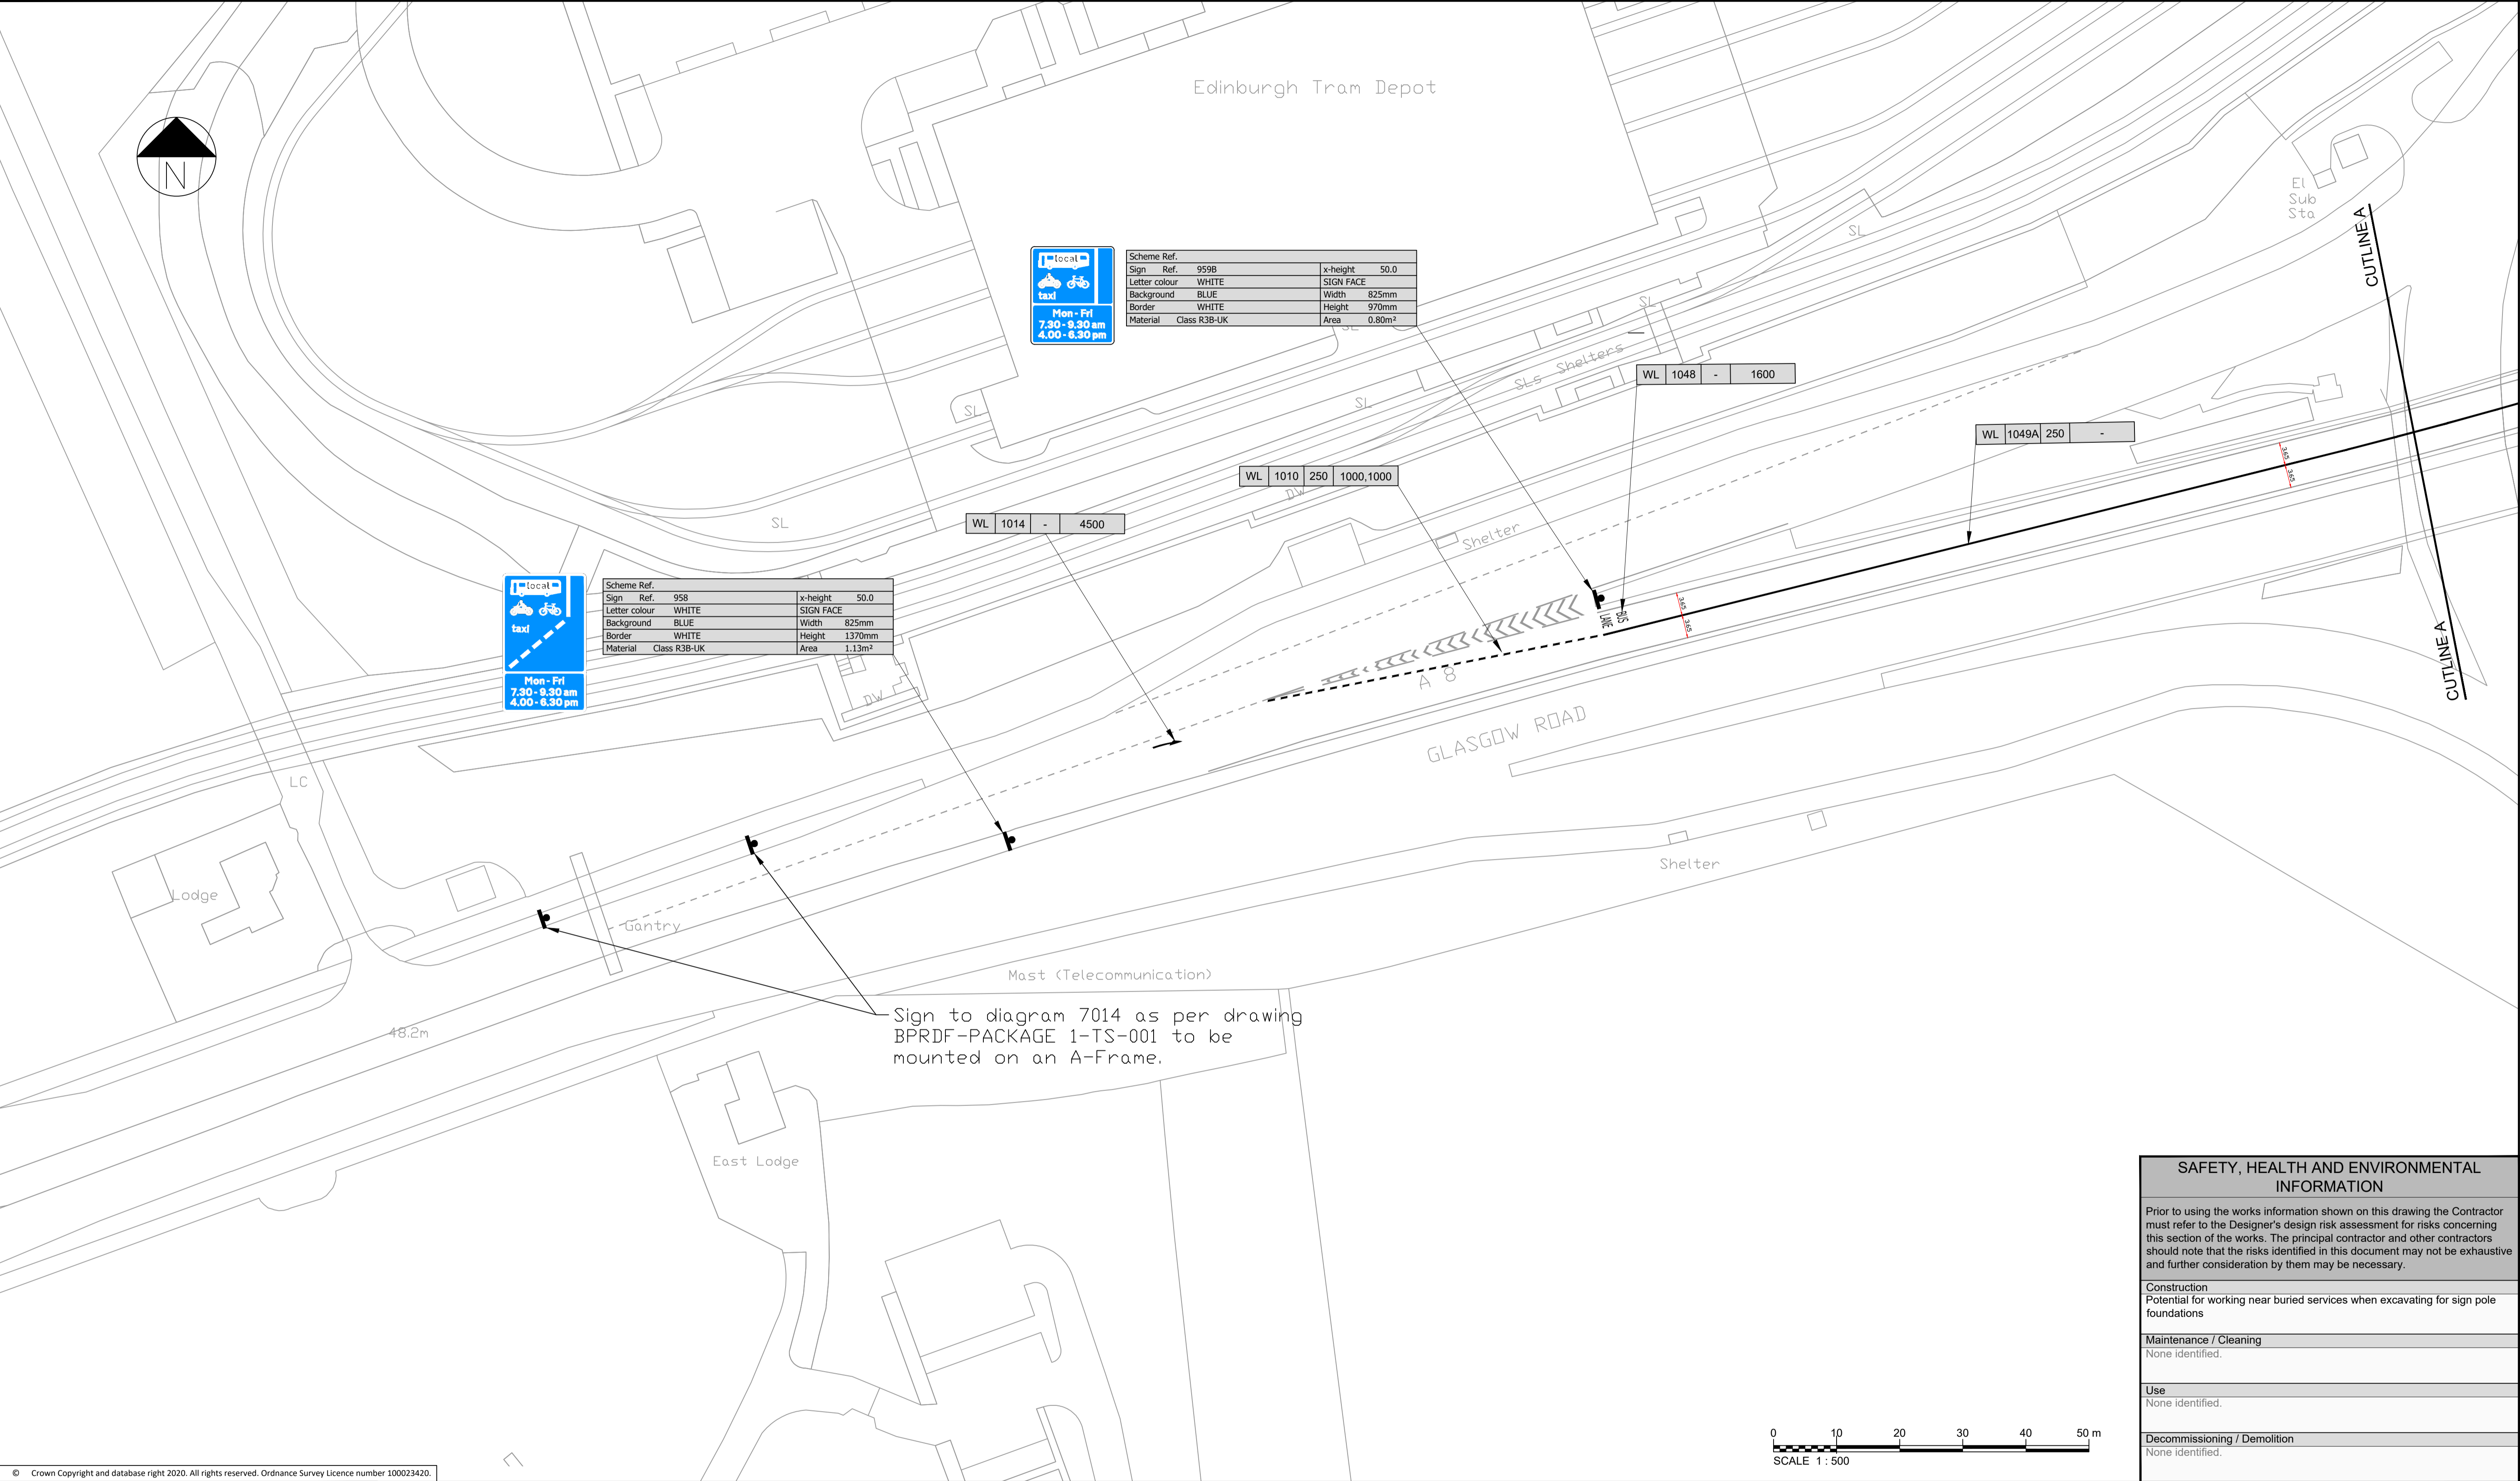 Edinburgh Tram Depot
N
El
Sub
Sta
CUTLINE A
SL
local
taxi
Mon - Fri
7.30 - 9.30 am
4.00 - 6.30 pm
Scheme Ref.
Sign Ref. 959B x-height 50.0
Letter colour WHITE SIGN FACE
Background BLUE Width 825mm
Border WHITE Height 970mm
Material Class R3B-UK Area 0.80m²
SL
SL
SLs
Shelters
SL
SL
WL 1048 - 1600
WL 1049A 250 -
WL 1010 250 1000,1000
DW
WL 1014 - 4500
SL
Shelter
3.65
3.65
local
taxi
Mon - Fri
7.30 - 9.30 am
4.00 - 6.30 pm
Scheme Ref.
Sign Ref. 958 x-height 50.0
Letter colour WHITE SIGN FACE
Background BLUE Width 825mm
Border WHITE Height 1370mm
Material Class R3B-UK Area 1.13m²
BUS
LANE
3.65
3.65
CUTLINE A
A 8
DW
GLASGOW ROAD
LC
Shelter
Lodge
Gantry
Mast (Telecommunication)
48.2m
Sign to diagram 7014 as per drawing
BPRDF-PACKAGE 1-TS-001 to be
mounted on an A-Frame.
East Lodge
SAFETY, HEALTH AND ENVIRONMENTAL
INFORMATION
Prior to using the works information shown on this drawing the Contractor
must refer to the Designer's design risk assessment for risks concerning
this section of the works. The principal contractor and other contractors
should note that the risks identified in this document may not be exhaustive
and further consideration by them may be necessary.
Construction
Potential for working near buried services when excavating for sign pole
foundations
Maintenance / Cleaning
None identified.
Use
None identified.
Decommissioning / Demolition
None identified.
0 10 20 30 40 50 m
SCALE 1 : 500
© Crown Copyright and database right 2020. All rights reserved. Ordnance Survey Licence number 100023420.